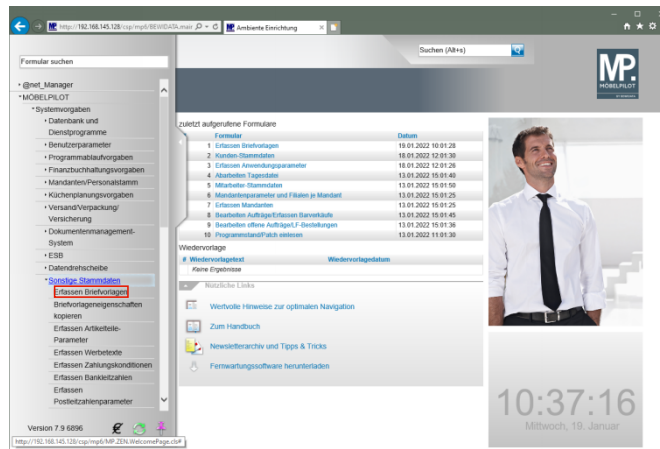 http://192.168.145.128/csp/mp6/BEWIDATA.mair
Ambiente Einrichtung
Suchen (Alt+s)
Formular suchen
MP.
MÖBELPILOT
@net_Manager
MÖBELPILOT
Systemvorgaben
Datenbank und
Dienstprogramme
Benutzerparameter
Programmablaufvorgaben
Finanzbuchhaltungsvorgaben
Mandanten/Personalstamm
Küchenplanungsvorgaben
Versand/Verpackung/
Versicherung
Dokumentenmanagement-
System
ESB
Datendrehscheibe
Sonstige Stammdaten
Erfassen Briefvorlagen
Briefvorlageneigenschaften
kopieren
Erfassen Artikelteile-
Parameter
Erfassen Werbetexte
Erfassen Zahlungskonditionen
Erfassen Bankleitzahlen
Erfassen
Postleitzahlenparameter
Version 7.9 6896
http://192.168.145.128/csp/mp6/MP.ZEN.WelcomePage.cls#
zuletzt aufgerufene Formulare
# Formular Datum
1 Erfassen Briefvorlagen 19.01.2022 10:01:28
2 Kunden-Stammdaten 18.01.2022 12:01:30
3 Erfassen Anwendungsparameter 18.01.2022 12:01:26
4 Abarbeiten Tagesdatei 13.01.2022 15:01:40
5 Mitarbeiter-Stammdaten 13.01.2022 15:01:50
6 Mandantenparameter und Filialen je Mandant 13.01.2022 15:01:25
7 Erfassen Mandanten 13.01.2022 15:01:25
8 Bearbeiten Aufträge/Erfassen Barverkäufe 13.01.2022 15:01:45
9 Bearbeiten offene Aufträge/LF-Bestellungen 13.01.2022 15:01:36
10 Programmstand/Patch einlesen 13.01.2022 11:01:30
Wiedervorlage
# Wiedervorlagetext Wiedervorlagedatum
Keine Ergebnisse
Nützliche Links
Wertvolle Hinweise zur optimalen Navigation
Zum Handbuch
Newsletterarchiv und Tipps & Tricks
Fernwartungssoftware herunterladen
10:37:16
Mittwoch, 19. Januar